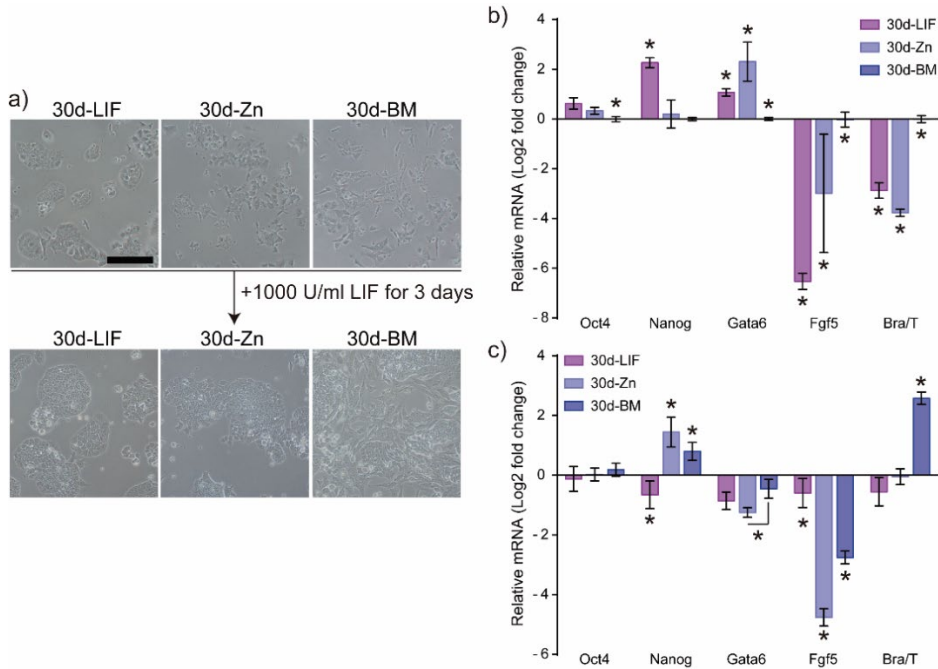 a)
30d-LIF 30d-Zn 30d-BM
+1000 U/ml LIF for 3 days
30d-LIF 30d-Zn 30d-BM
b)
Relative mRNA (Log2 fold change)
4
2
0
-2
-4
-6
-8
30d-LIF
30d-Zn
30d-BM
* * * * * * * * * * *
Oct4 Nanog Gata6 Fgf5 Bra/T
c)
Relative mRNA (Log2 fold change)
4
2
0
-2
-4
-6
30d-LIF
30d-Zn
30d-BM
* * * * * * * *
Oct4 Nanog Gata6 Fgf5 Bra/T